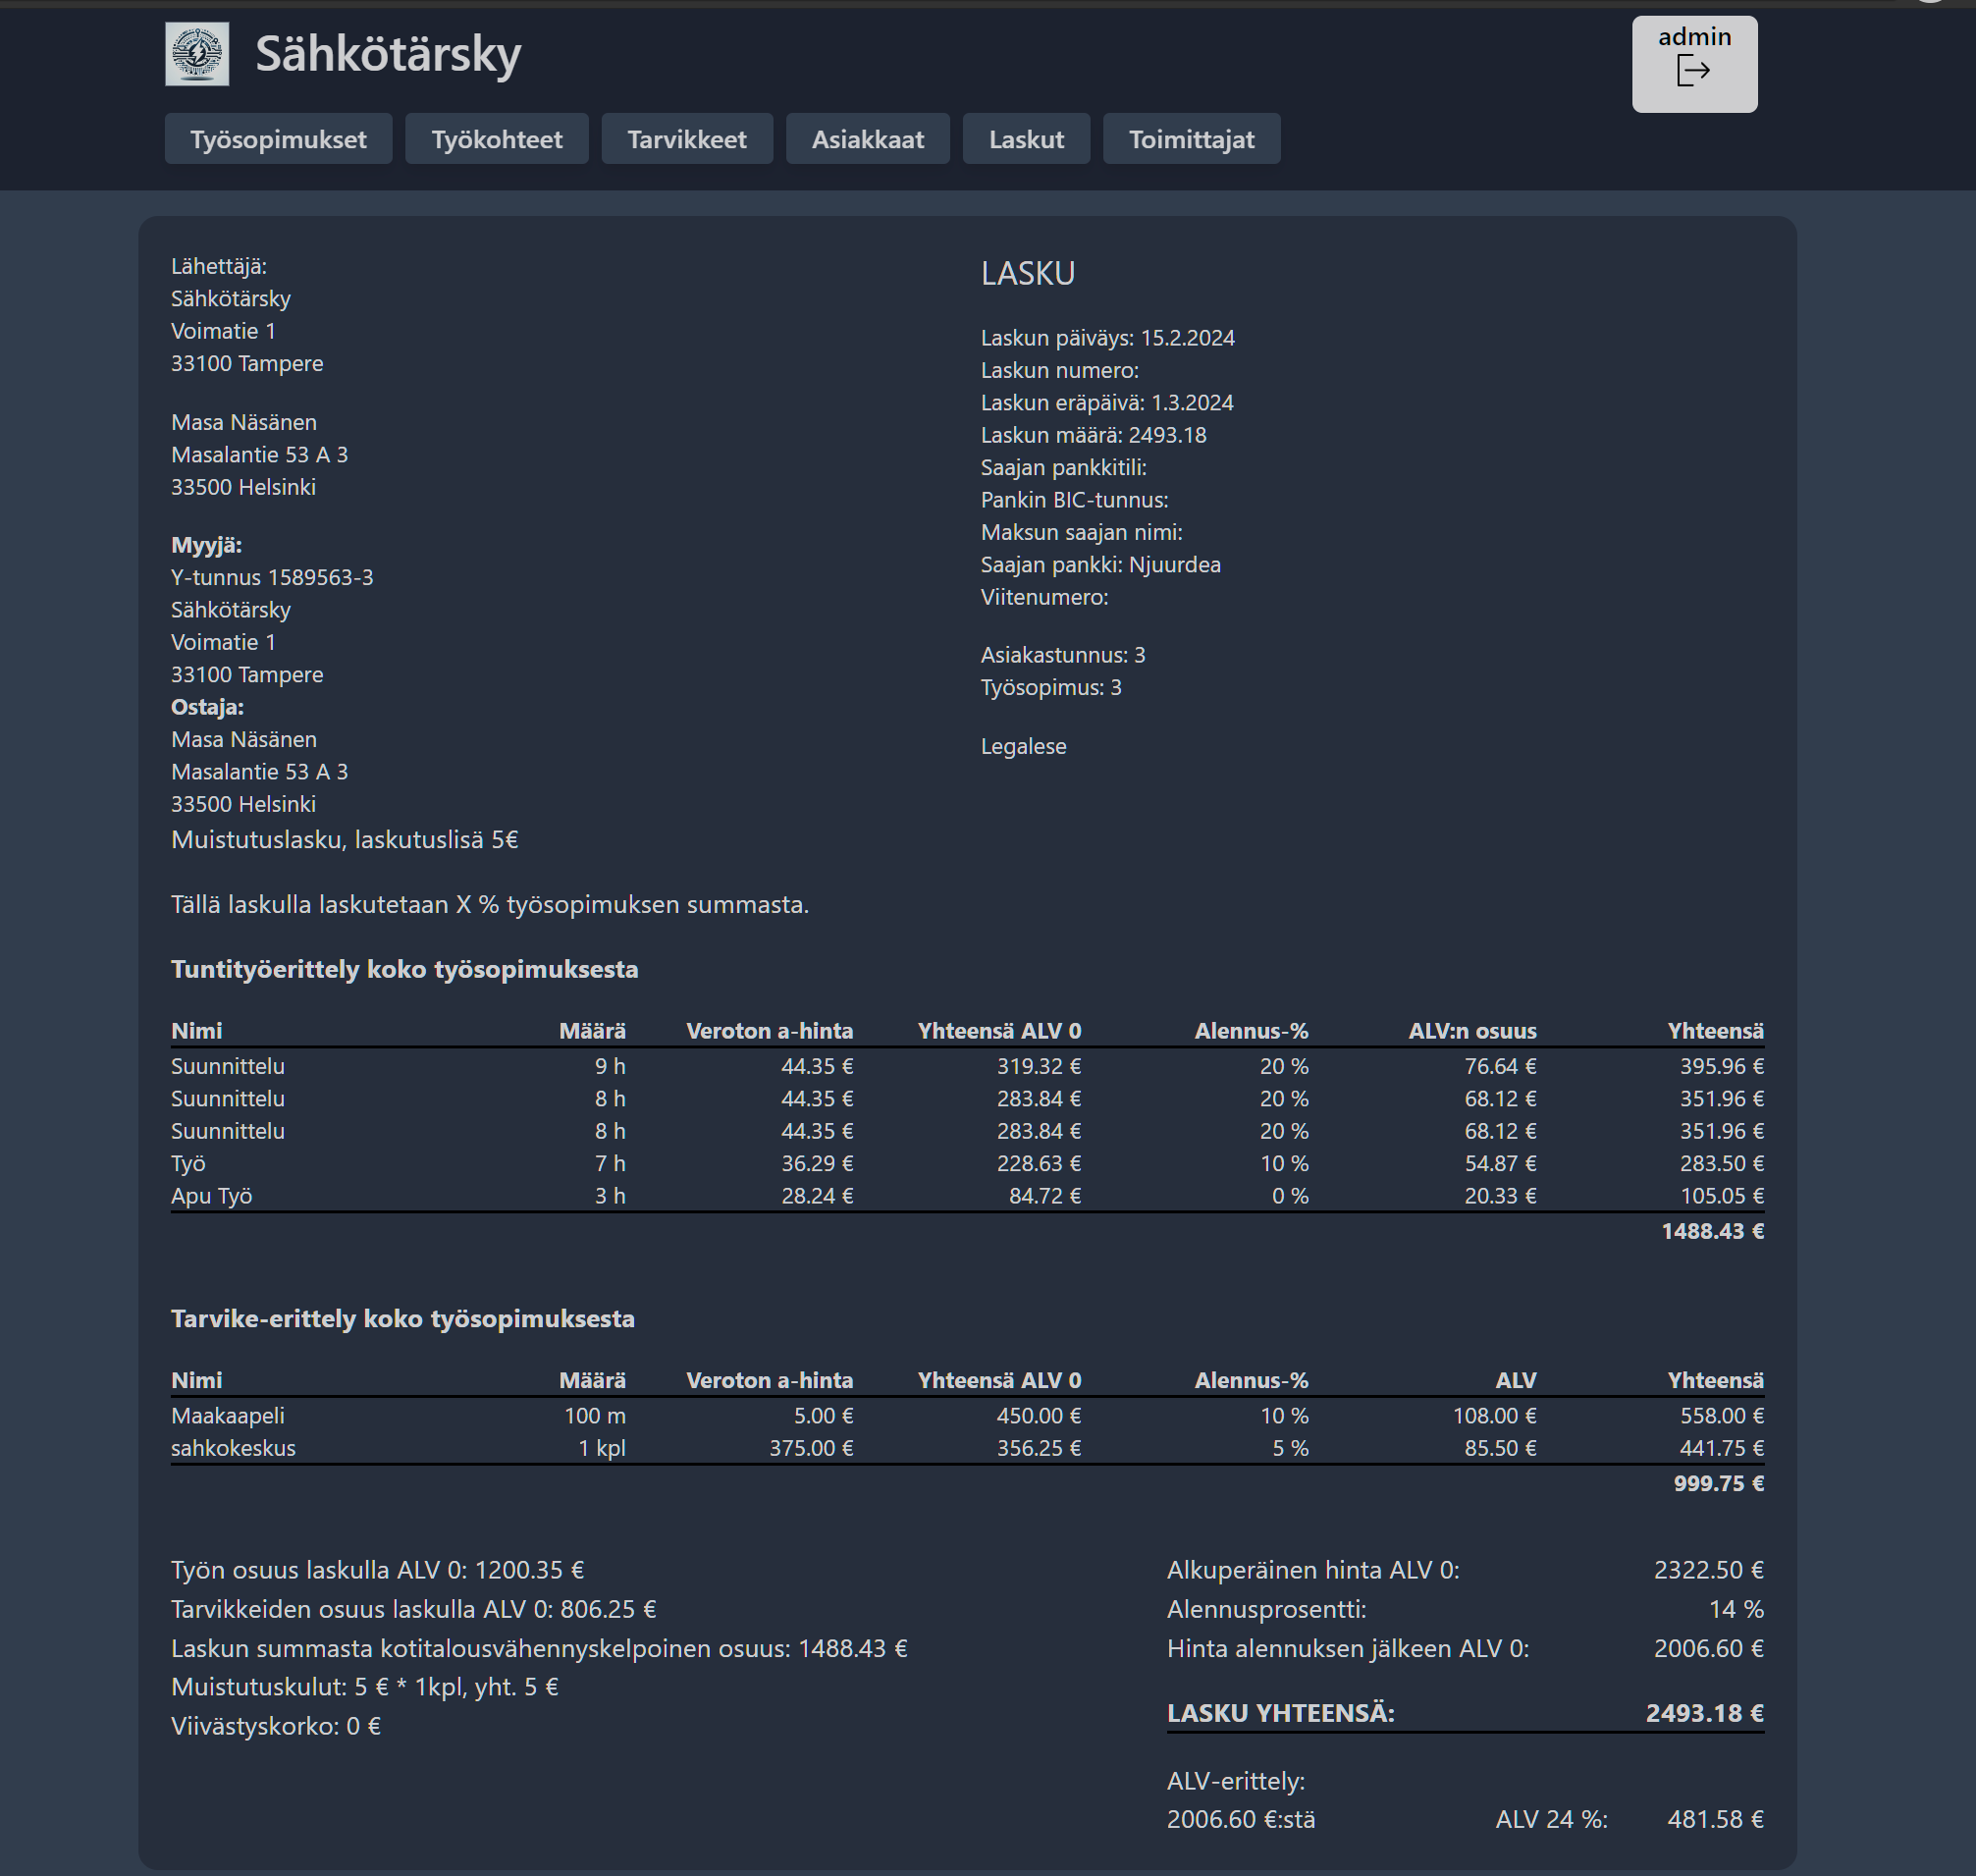 Sähkötärsky
admin
Työsopimukset Työkohteet Tarvikkeet Asiakkaat Laskut Toimittajat
Lähettäjä:
Sähkötärsky
Voimatie 1
33100 Tampere
Masa Näsänen
Masalantie 53 A 3
33500 Helsinki
Myyjä:
Y-tunnus 1589563-3
Sähkötärsky
Voimatie 1
33100 Tampere
Ostaja:
Masa Näsänen
Masalantie 53 A 3
33500 Helsinki
LASKU
Laskun päiväys: 15.2.2024
Laskun numero:
Laskun eräpäivä: 1.3.2024
Laskun määrä: 2493.18
Saajan pankkitili:
Pankin BIC-tunnus:
Maksun saajan nimi:
Saajan pankki: Njuurdea
Viitenumero:
Asiakastunnus: 3
Työsopimus: 3
Legalese
Muistutuslasku, laskutuslisä 5€
Tällä laskulla laskutetaan X % työsopimuksen summasta.
Tuntityöerittely koko työsopimuksesta
Nimi Määrä Veroton a-hinta Yhteensä ALV 0 Alennus-% ALV:n osuus Yhteensä
Suunnittelu 9 h 44.35 € 319.32 € 20 % 76.64 € 395.96 €
Suunnittelu 8 h 44.35 € 283.84 € 20 % 68.12 € 351.96 €
Suunnittelu 8 h 44.35 € 283.84 € 20 % 68.12 € 351.96 €
Työ 7 h 36.29 € 228.63 € 10 % 54.87 € 283.50 €
Apu Työ 3 h 28.24 € 84.72 € 0 % 20.33 € 105.05 €
1488.43 €
Tarvike-erittely koko työsopimuksesta
Nimi Määrä Veroton a-hinta Yhteensä ALV 0 Alennus-% ALV Yhteensä
Maakaapeli 100 m 5.00 € 450.00 € 10 % 108.00 € 558.00 €
sahkokeskus 1 kpl 375.00 € 356.25 € 5 % 85.50 € 441.75 €
999.75 €
Työn osuus laskulla ALV 0: 1200.35 €
Tarvikkeiden osuus laskulla ALV 0: 806.25 €
Laskun summasta kotitalousvähennyskelpoinen osuus: 1488.43 €
Muistutuskulut: 5 € * 1kpl, yht. 5 €
Viivästyskorko: 0 €
Alkuperäinen hinta ALV 0: 2322.50 €
Alennusprosentti: 14 %
Hinta alennuksen jälkeen ALV 0: 2006.60 €
LASKU YHTEENSÄ: 2493.18 €
ALV-erittely:
2006.60 €:stä ALV 24 %: 481.58 €